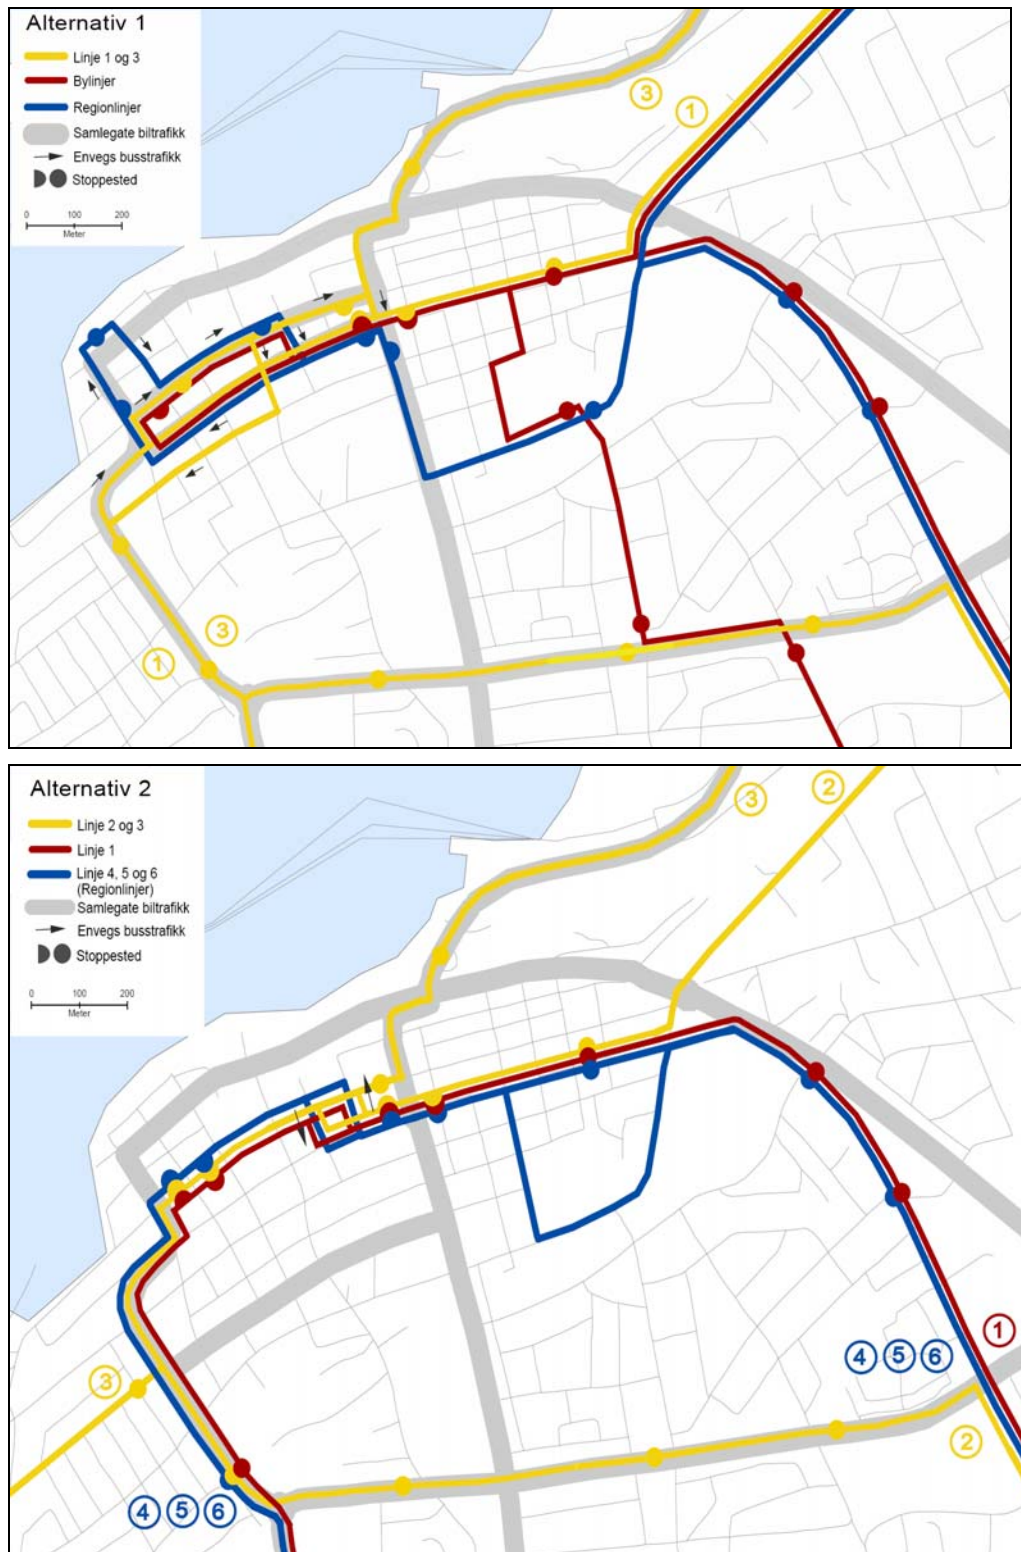 Alternativ 1
Linje 1 og 3
Bylinjer
Regionlinjer
Samlegate biltrafikk
Envegs busstrafikk
Stoppested
0 100 200
Meter
3
1
3
1
Alternativ 2
Linje 2 og 3
Linje 1
Linje 4, 5 og 6
(Regionlinjer)
Samlegate biltrafikk
Envegs busstrafikk
Stoppested
0 100 200
Meter
2
3
1
4 5 6
3
2
4 5 6